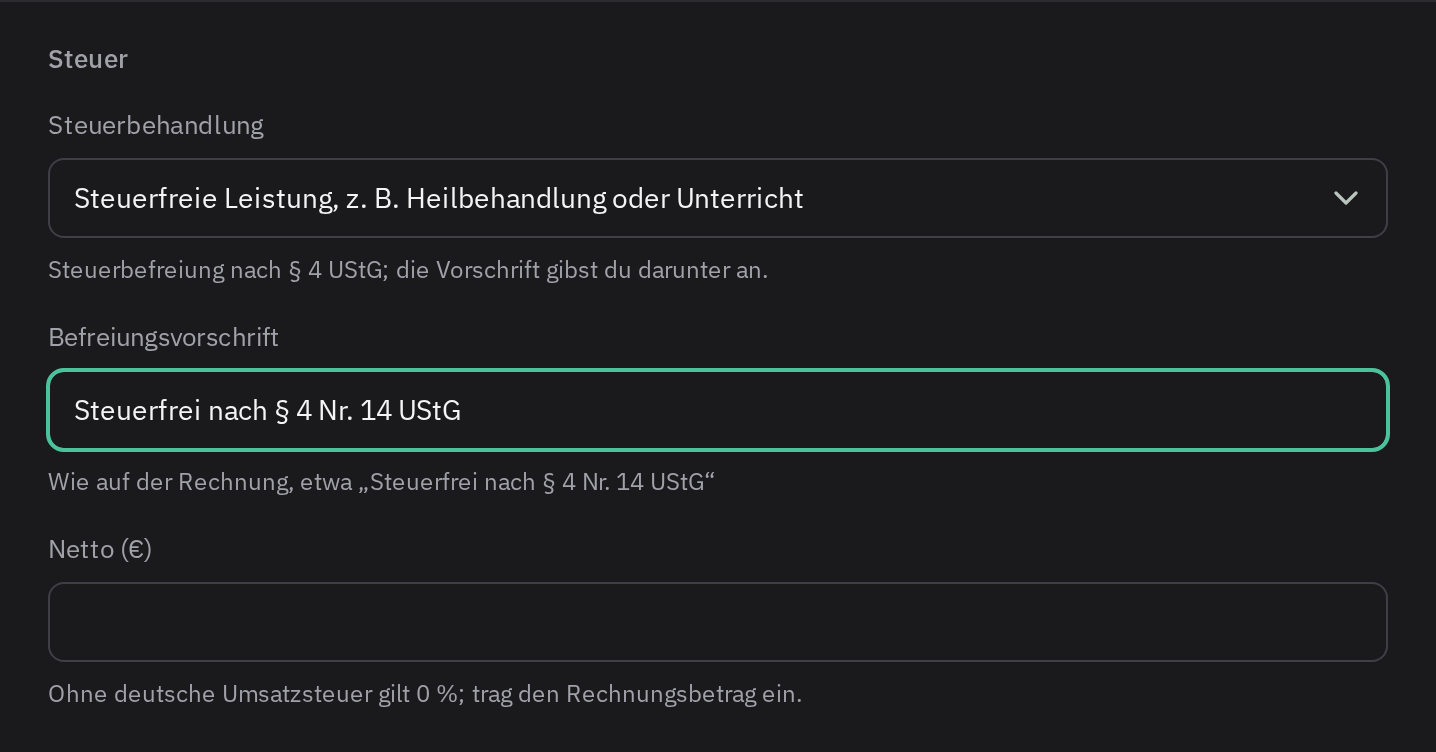 Steuer
Steuerbehandlung
Steuerfreie Leistung, z. B. Heilbehandlung oder Unterricht
Steuerbefreiung nach § 4 UStG; die Vorschrift gibst du darunter an.
Befreiungsvorschrift
Steuerfrei nach § 4 Nr. 14 UStG
Wie auf der Rechnung, etwa „Steuerfrei nach § 4 Nr. 14 UStG“
Netto (€)
Ohne deutsche Umsatzsteuer gilt 0 %; trag den Rechnungsbetrag ein.